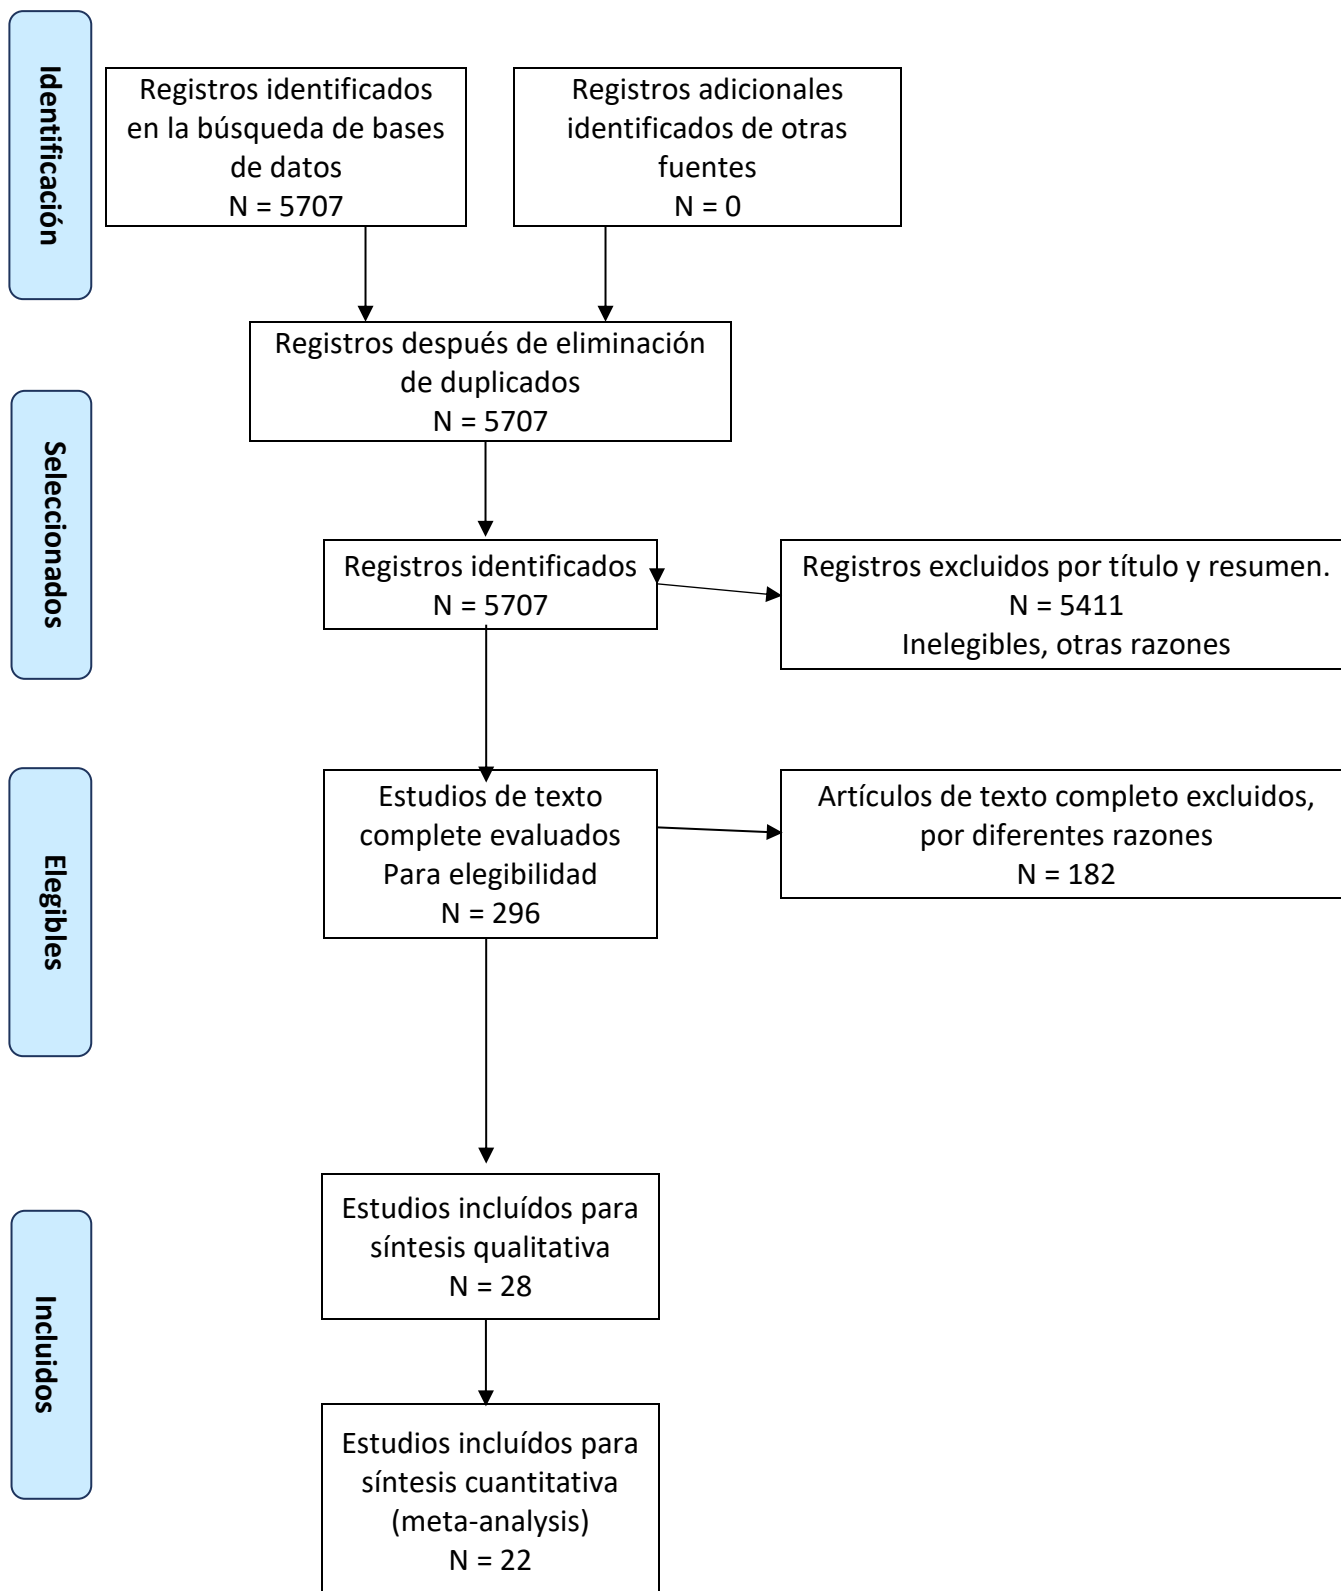 Identificación
Registros identificados
en la búsqueda de bases
de datos
N = 5707
Registros adicionales
identificados de otras
fuentes
N = 0
Registros después de eliminación
de duplicados
N = 5707
Seleccionados
Registros identificados
N = 5707
Registros excluidos por título y resumen.
N = 5411
Inelegibles, otras razones
Elegibles
Estudios de texto
complete evaluados
Para elegibilidad
N = 296
Artículos de texto completo excluidos,
por diferentes razones
N = 182
Incluidos
Estudios incluídos para
síntesis qualitativa
N = 28
Estudios incluídos para
síntesis cuantitativa
(meta-analysis)
N = 22